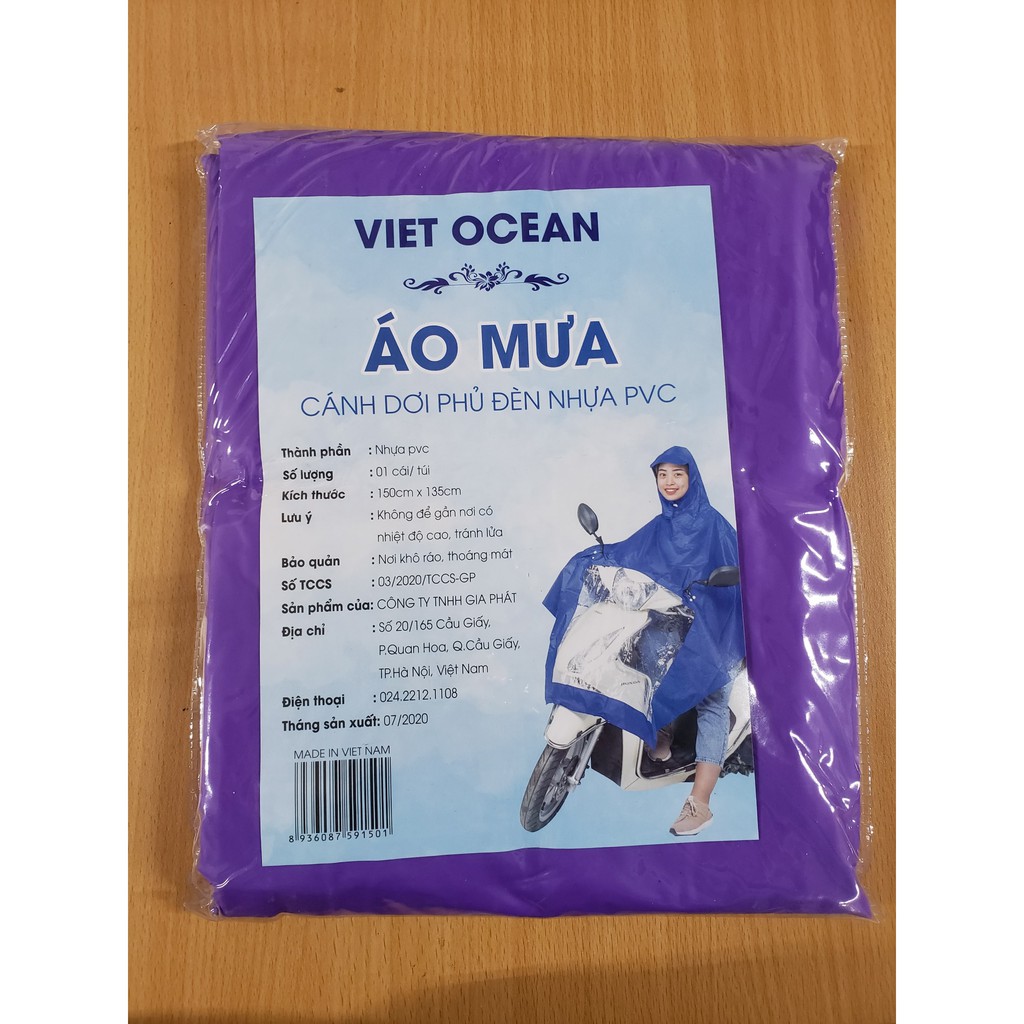 VIET OCEAN
ÁO MƯA
CÁNH DƠI PHỦ ĐÈN NHỰA PVC
Thành phần : Nhựa pvc
Số lượng : 01 cái/ túi
Kích thước : 150cm x 135cm
Lưu ý : Không để gần nơi có
nhiệt độ cao, tránh lửa
Bảo quản : Nơi khô ráo, thoáng mát
Số TCCS : 03/2020/TCCS-GP
Sản phẩm của: CÔNG TY TNHH GIA PHÁT
Địa chỉ : Số 20/165 Cầu Giấy,
P.Quan Hoa, Q.Cầu Giấy,
TP.Hà Nội, Việt Nam
Điện thoại : 024.2212.1108
Tháng sản xuất: 07/2020
MADE IN VIET NAM
8 936087 591501